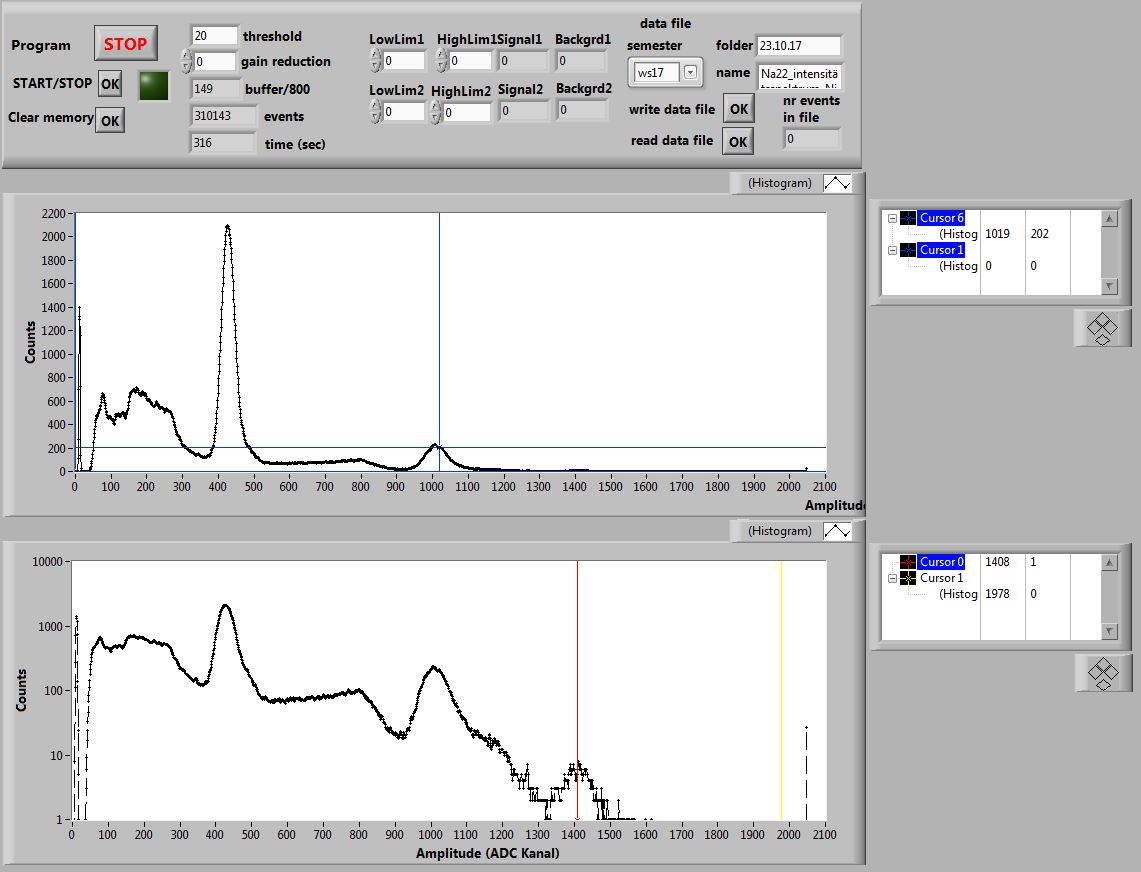 Program STOP
20 threshold
0 gain reduction
START/STOP OK
149 buffer/800
Clear memory OK
310143 events
316 time (sec)
LowLim1 HighLim1 Signal1 Backgrd1
0 0 0 0
LowLim2 HighLim2 Signal2 Backgrd2
0 0 0 0
data file
semester folder 23.10.17
ws17 name Na22_intensitä
write data file OK nr events
in file
read data file OK 0
(Histogram)
2200
2000
1800
1600
1400
1200
1000
800
600
400
200
0
Counts
0 100 200 300 400 500 600 700 800 900 1000 1100 1200 1300 1400 1500 1600 1700 1800 1900 2000 2100
Amplitude
Cursor 6
(Histog 1019 202
Cursor 1
(Histog 0 0
(Histogram)
10000
1000
100
10
1
Counts
0 100 200 300 400 500 600 700 800 900 1000 1100 1200 1300 1400 1500 1600 1700 1800 1900 2000 2100
Amplitude (ADC Kanal)
Cursor 0 1408 1
Cursor 1
(Histog 1978 0